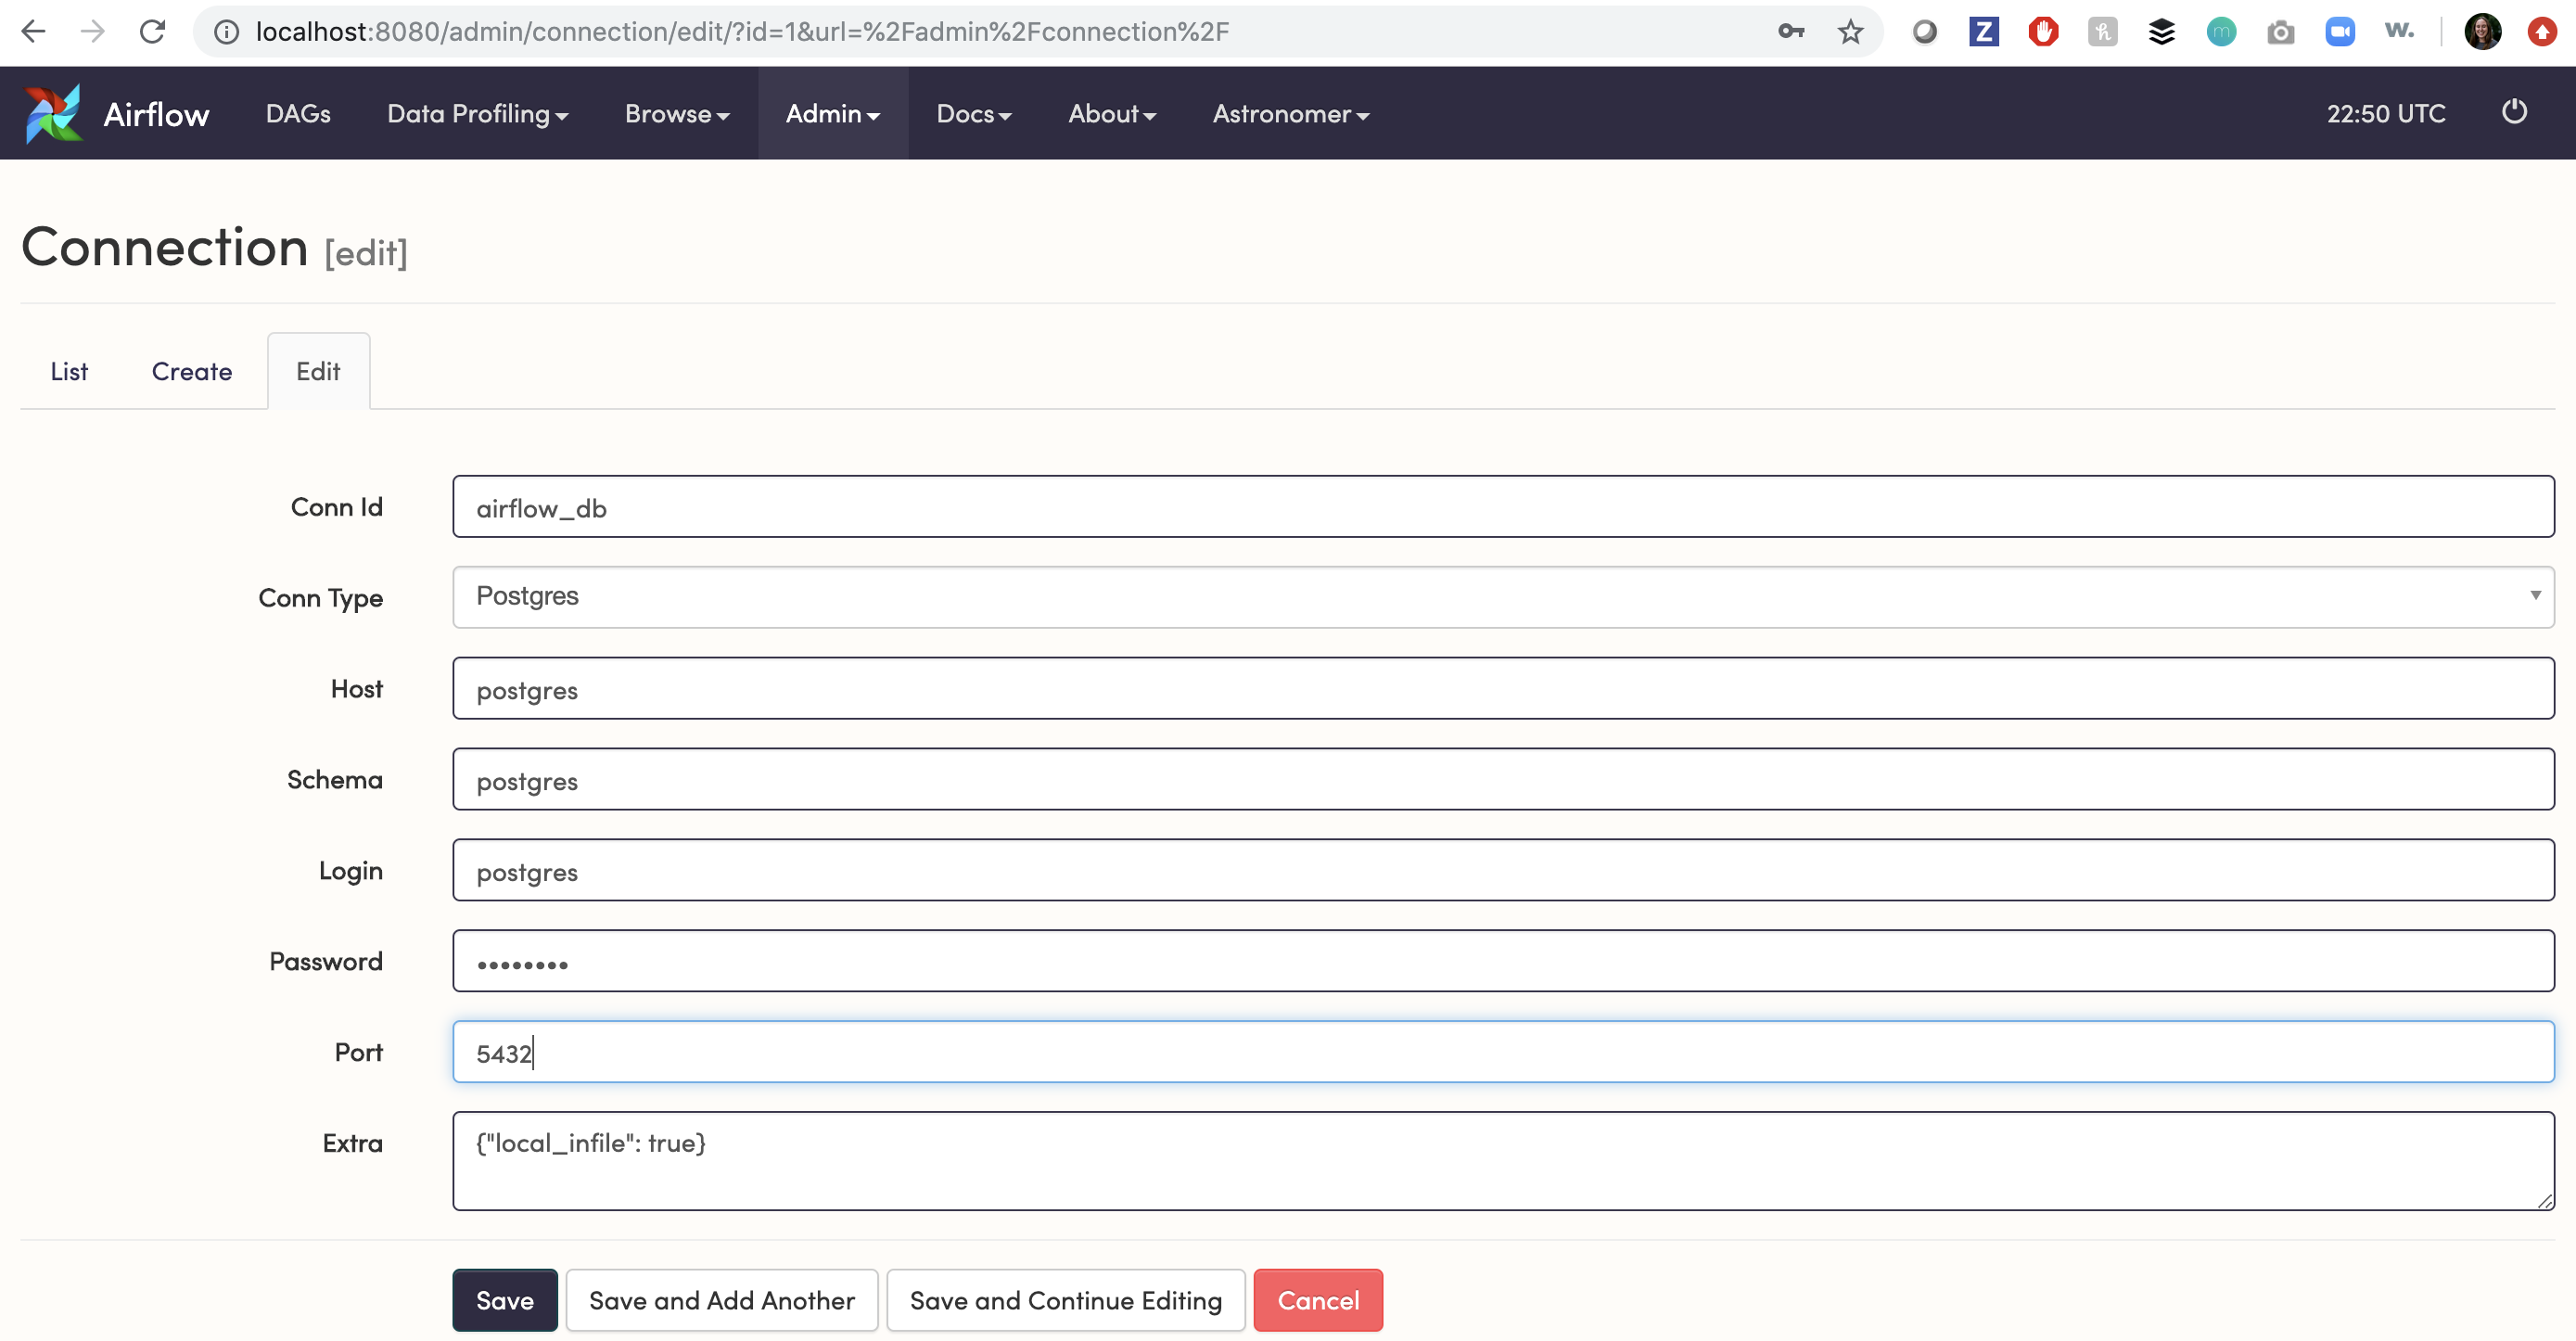 localhost:8080/admin/connection/edit/?id=1&url=%2Fadmin%2Fconnection%2F
Airflow DAGs Data Profiling Browse Admin Docs About Astronomer 22:50 UTC
Connection [edit]
List Create Edit
Conn Id airflow_db
Conn Type Postgres
Host postgres
Schema postgres
Login postgres
Password ••••••••
Port 5432
Extra {"local_infile": true}
Save Save and Add Another Save and Continue Editing Cancel